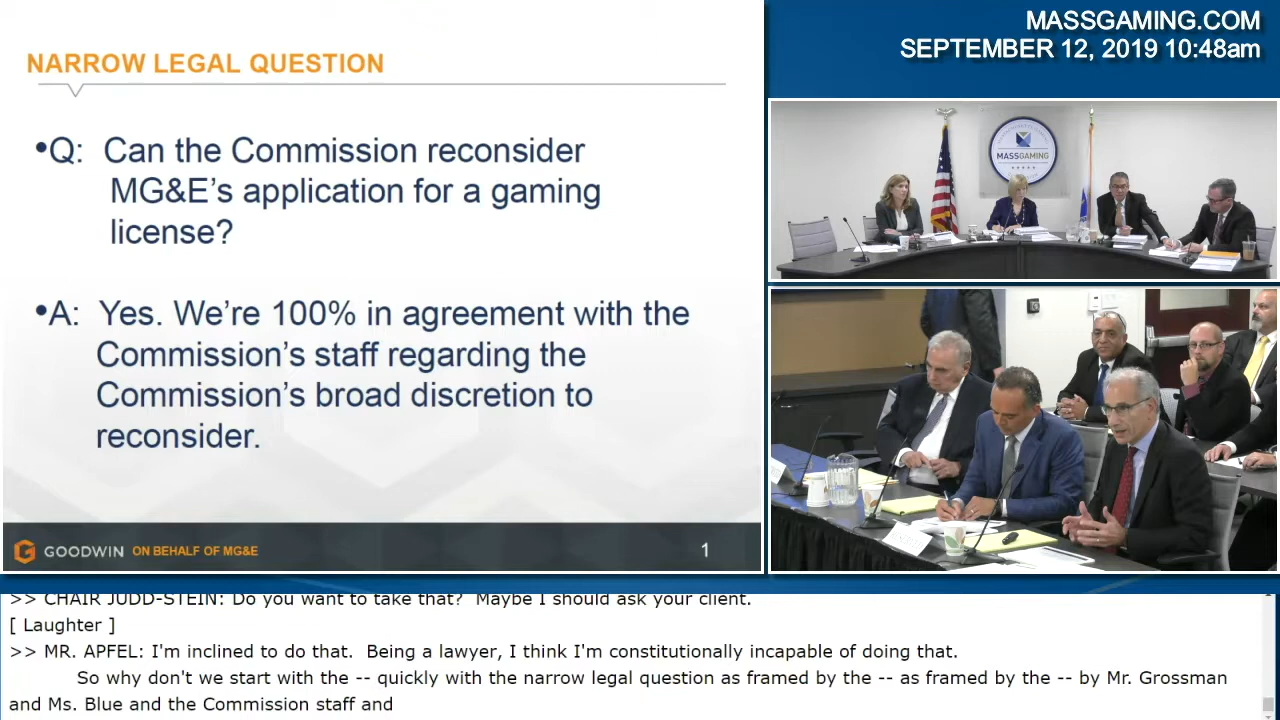 NARROW LEGAL QUESTION
•Q: Can the Commission reconsider
MG&E's application for a gaming
license?
•A: Yes. We're 100% in agreement with the
Commission's staff regarding the
Commission's broad discretion to
reconsider.
GOODWIN ON BEHALF OF MG&E
1
MASSGAMING.COM
SEPTEMBER 12, 2019 10:48am
MASSGAMING
>> CHAIR JUDD-STEIN: Do you want to take that? Maybe I should ask your client.
[ Laughter ]
>> MR. APFEL: I'm inclined to do that. Being a lawyer, I think I'm constitutionally incapable of doing that.
So why don't we start with the -- quickly with the narrow legal question as framed by the -- as framed by the -- by Mr. Grossman
and Ms. Blue and the Commission staff and